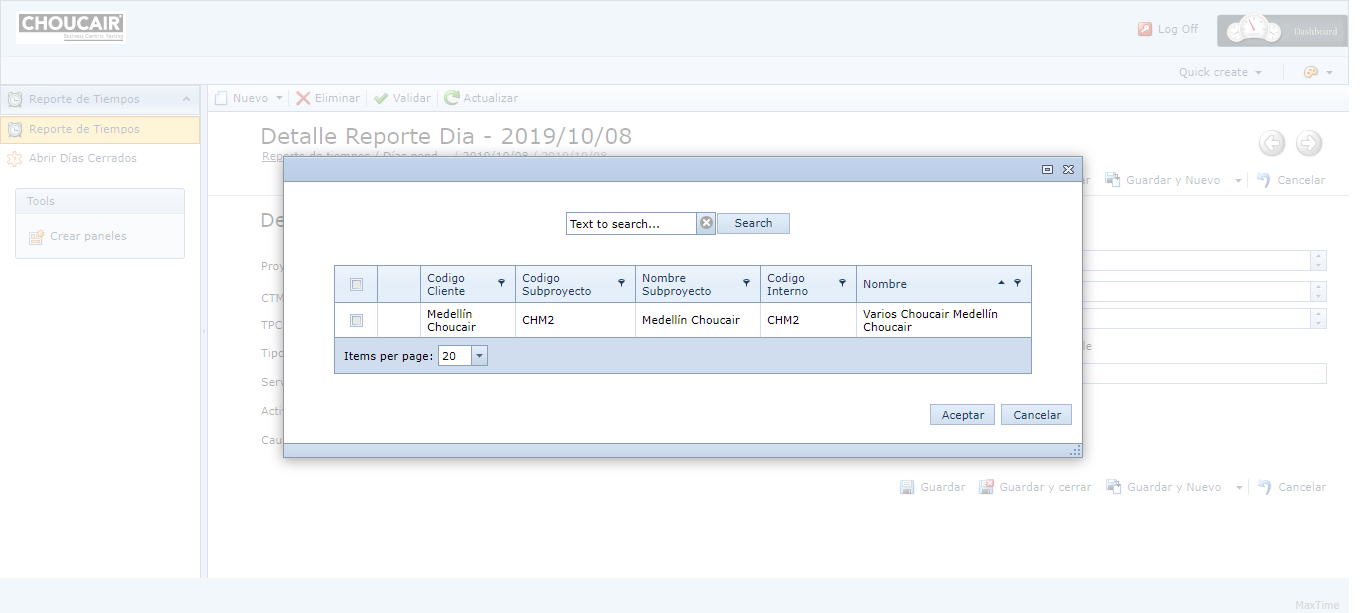 CHOUCAIR
Business Centric Testing
Log Off
Dashboard
Quick create
Reporte de Tiempos
Reporte de Tiempos
Abrir Días Cerrados
Tools
Crear paneles
Nuevo
Eliminar
Validar
Actualizar
Detalle Reporte Dia - 2019/10/08
Reporte de tiempos / Días pend... / 2019/10/08 / 2019/10/08
ar
Guardar y Nuevo
Cancelar
De
Proy
CTM
TPC
Tipo
Serv
Acti
Cau
de
Text to search...
Search
Codigo Cliente
Codigo Subproyecto
Nombre Subproyecto
Codigo Interno
Nombre
Medellín Choucair
CHM2
Medellín Choucair
CHM2
Varios Choucair Medellín Choucair
Items per page: 20
Aceptar
Cancelar
Guardar
Guardar y cerrar
Guardar y Nuevo
Cancelar
MaxTime